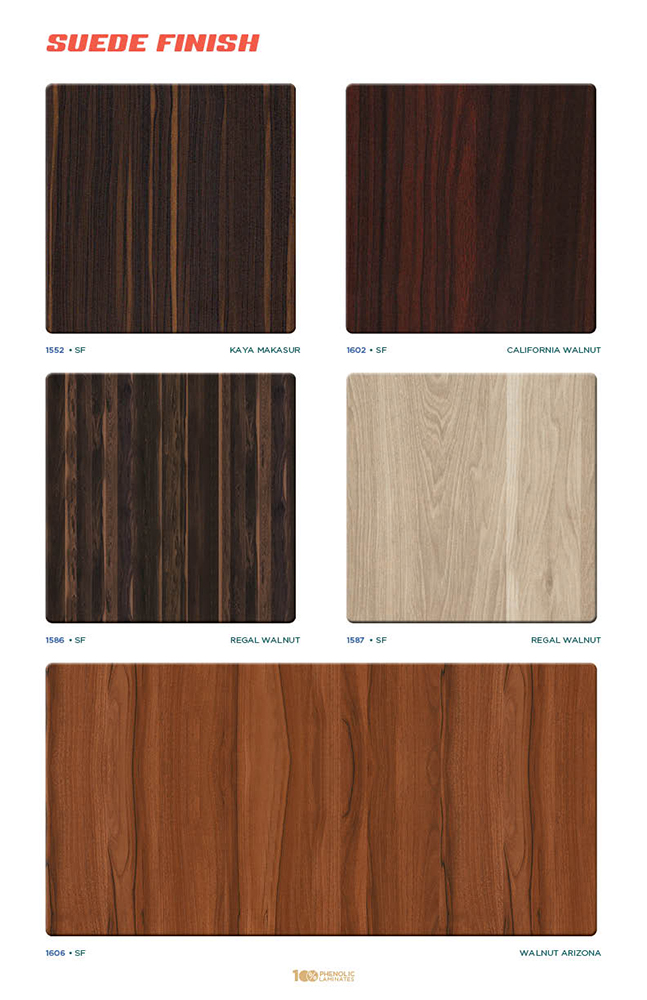 SUEDE FINISH
1552 • SF KAYA MAKASUR
1602 • SF CALIFORNIA WALNUT
1586 • SF REGAL WALNUT
1587 • SF REGAL WALNUT
1606 • SF WALNUT ARIZONA
100% PHENOLIC
LAMINATES